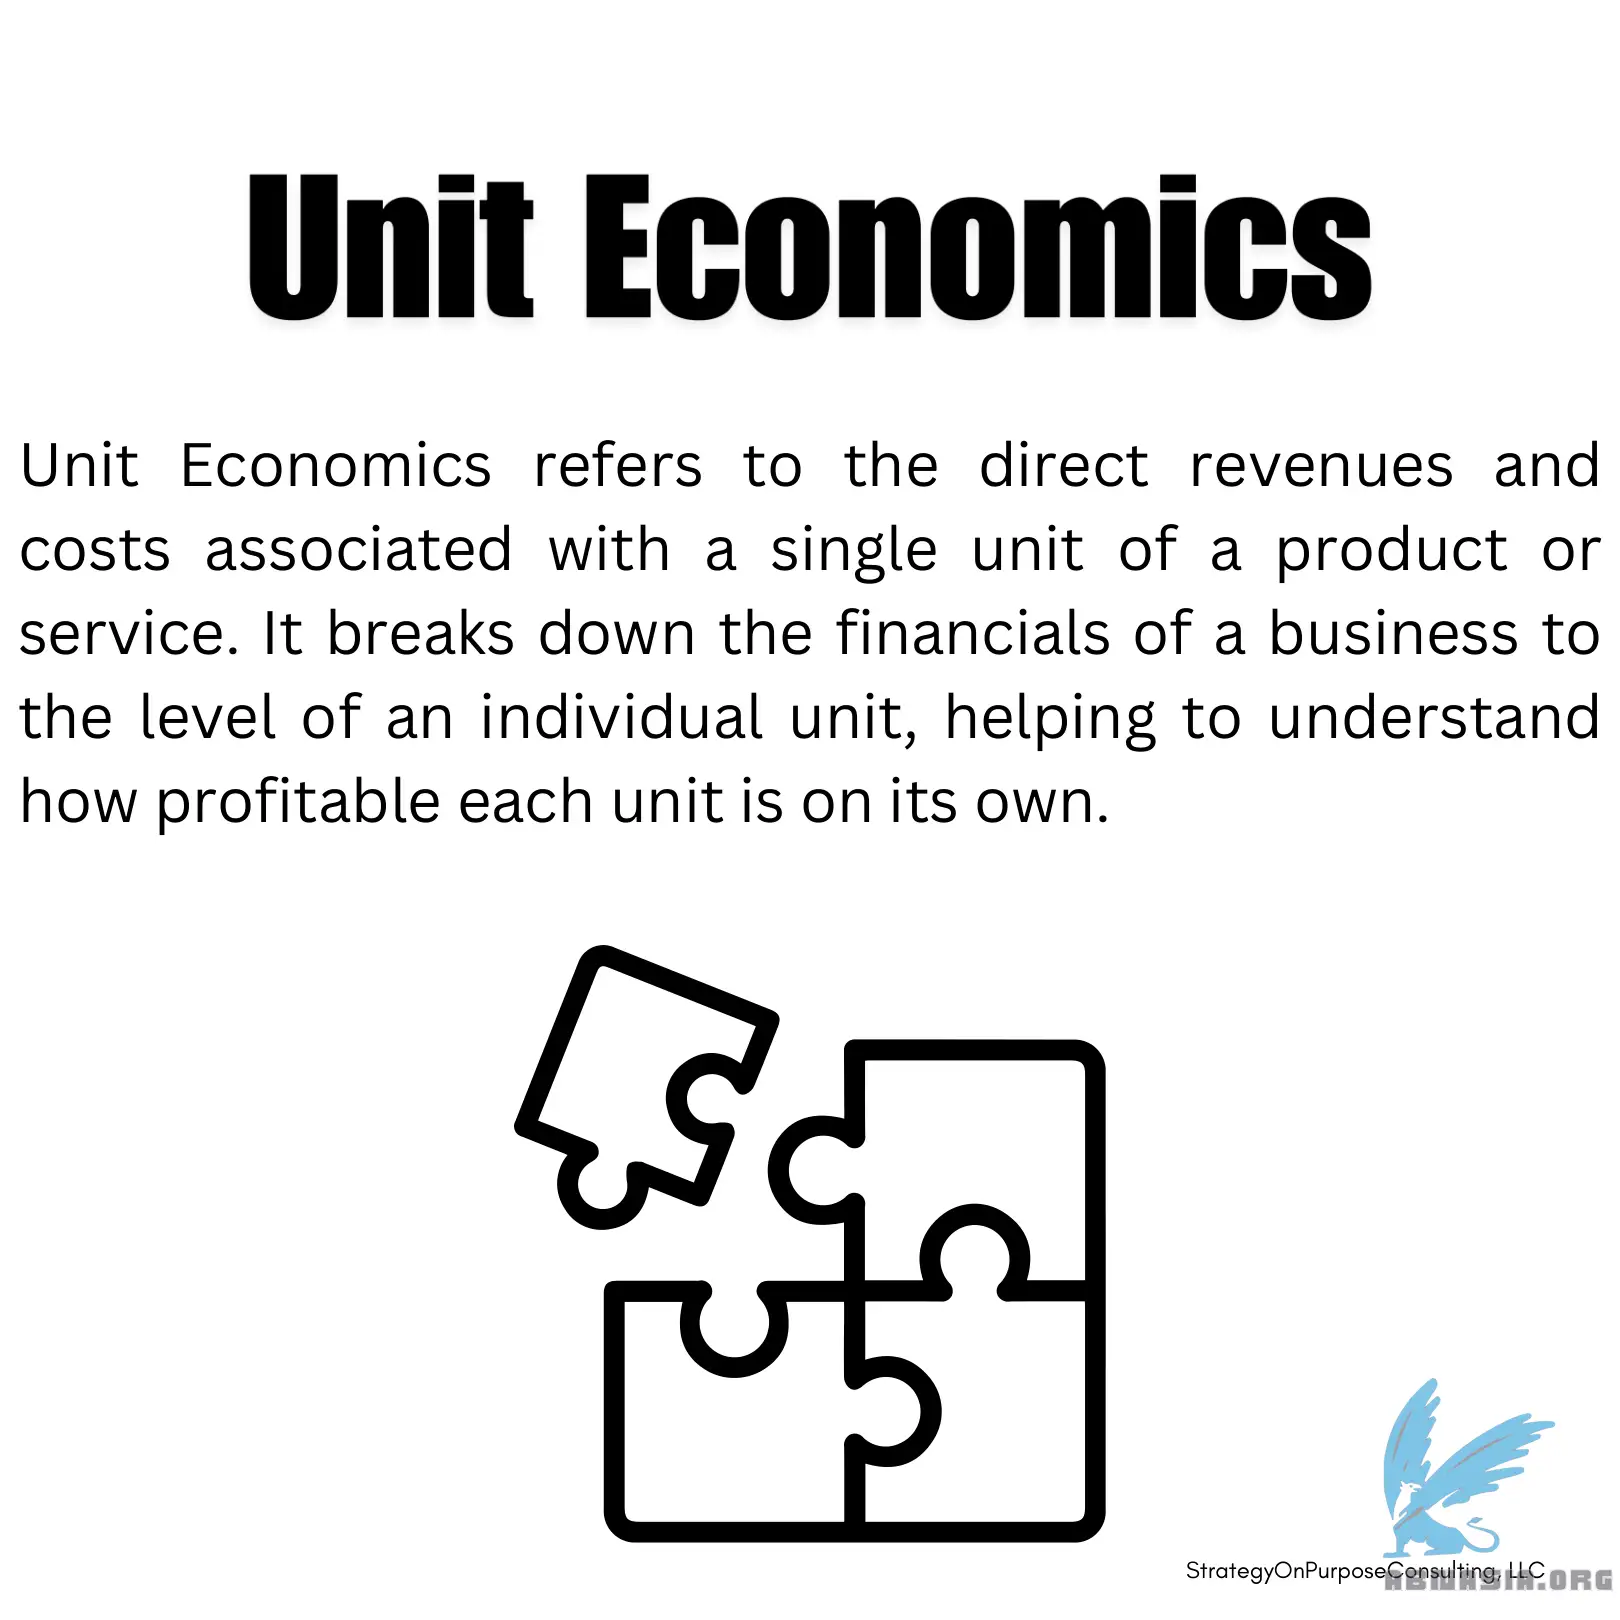 Unit Economics
Unit Economics refers to the direct revenues and
costs associated with a single unit of a product or
service. It breaks down the financials of a business to
the level of an individual unit, helping to understand
how profitable each unit is on its own.
StrategyOnPurposeConsulting, LLC
ABWASIN.ORG